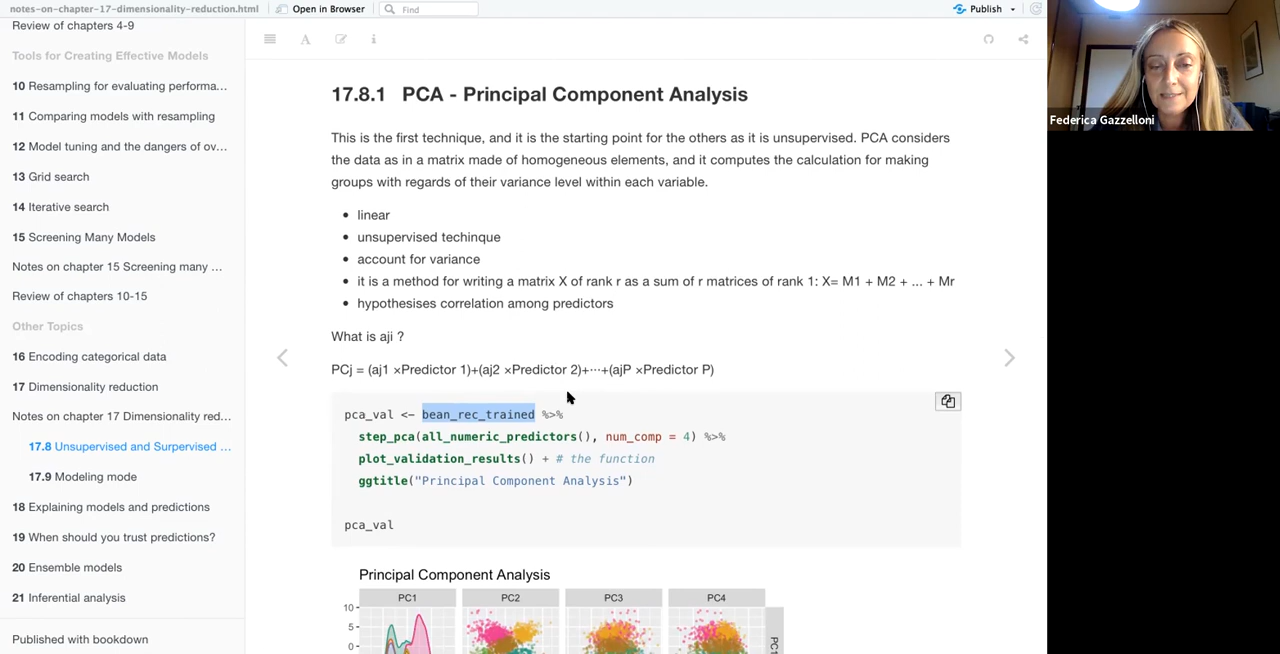 notes-on-chapter-17-dimensionality-reduction.html
Open in Browser
Find
Publish
Review of chapters 4-9
Tools for Creating Effective Models
10 Resampling for evaluating performa...
11 Comparing models with resampling
12 Model tuning and the dangers of ov...
13 Grid search
14 Iterative search
15 Screening Many Models
Notes on chapter 15 Screening many ...
Review of chapters 10-15
Other Topics
16 Encoding categorical data
17 Dimensionality reduction
Notes on chapter 17 Dimensionality red...
17.8 Unsupervised and Surpervised ...
17.9 Modeling mode
18 Explaining models and predictions
19 When should you trust predictions?
20 Ensemble models
21 Inferential analysis
Published with bookdown
17.8.1 PCA - Principal Component Analysis
This is the first technique, and it is the starting point for the others as it is unsupervised. PCA considers
the data as in a matrix made of homogeneous elements, and it computes the calculation for making
groups with regards of their variance level within each variable.
• linear
• unsupervised techinque
• account for variance
• it is a method for writing a matrix X of rank r as a sum of r matrices of rank 1: X= M1 + M2 + ... + Mr
• hypothesises correlation among predictors
What is aji ?
PCj = (aj1 ×Predictor 1)+(aj2 ×Predictor 2)+···+(ajP ×Predictor P)
pca_val <- bean_rec_trained %>%
step_pca(all_numeric_predictors(), num_comp = 4) %>%
plot_validation_results() + # the function
ggtitle("Principal Component Analysis")
pca_val
Principal Component Analysis
PC1 PC2 PC3 PC4
10
5
0
PC1
Federica Gazzelloni